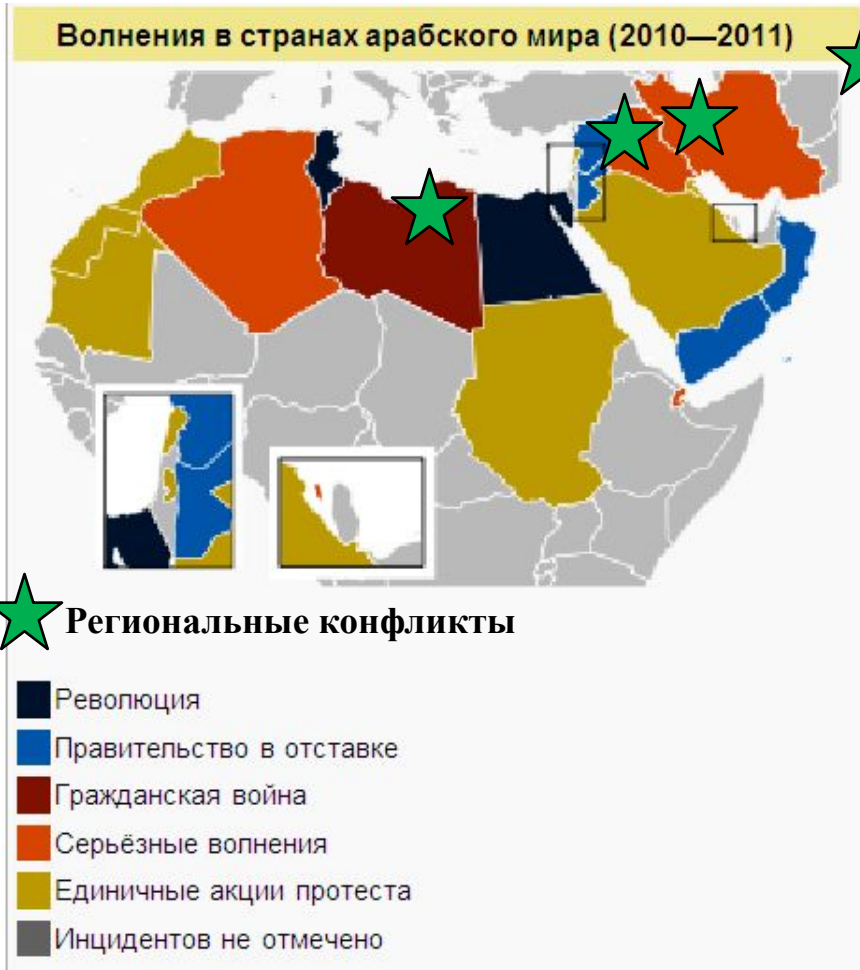 Волнения в странах арабского мира (2010—2011)
Региональные конфликты
Революция
Правительство в отставке
Гражданская война
Серьёзные волнения
Единичные акции протеста
Инцидентов не отмечено